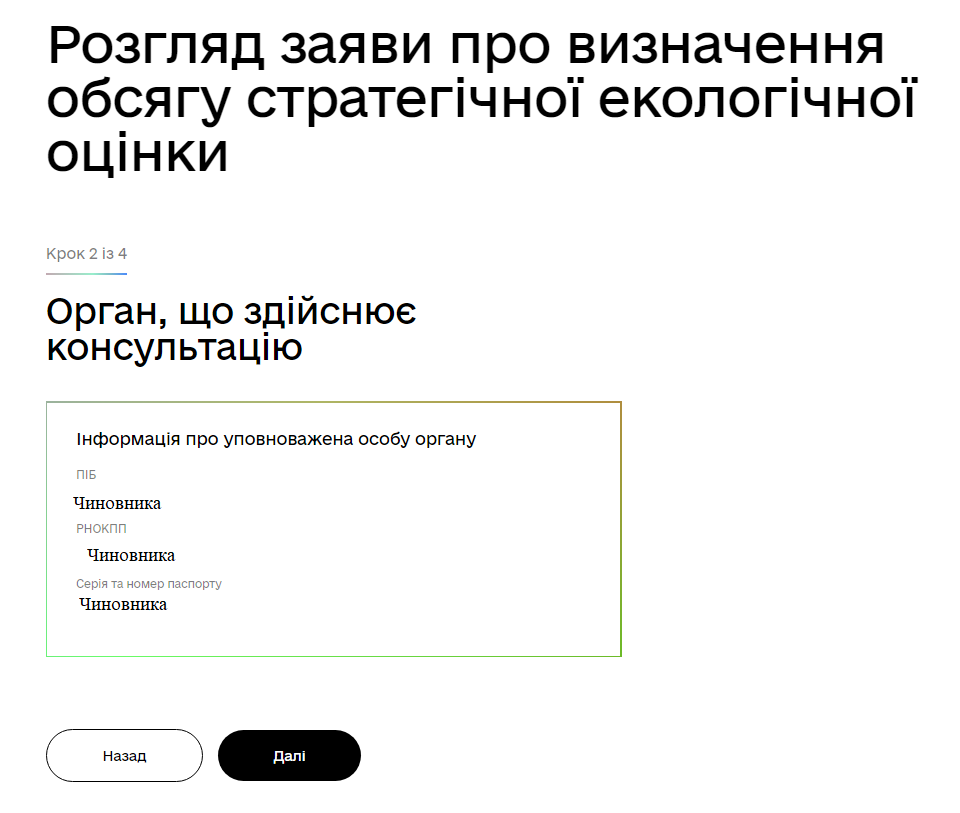 Розгляд заяви про визначення
обсягу стратегічної екологічної
оцінки
Крок 2 із 4
Орган, що здійснює
консультацію
Інформація про уповноважена особу органу
ПІБ
Чиновника
РНОКПП
Чиновника
Серія та номер паспорту
Чиновника
Назад
Далі